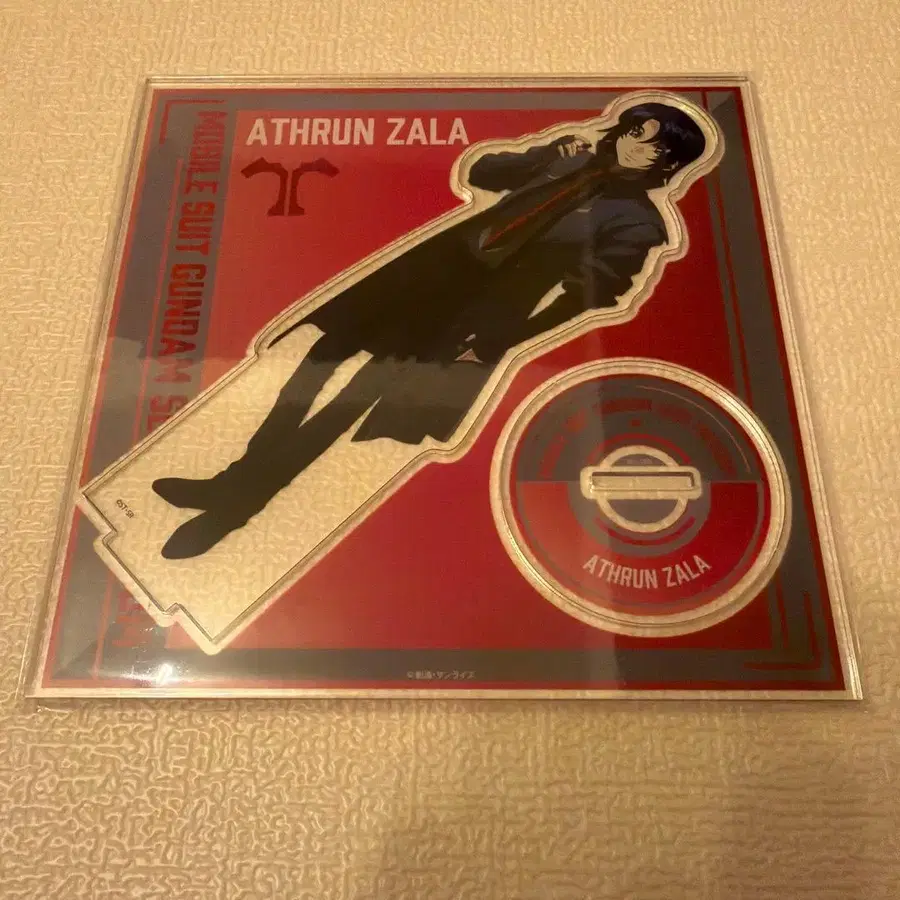 ATHRUN ZALA
MOBILE SUIT GUNDAM SE
ATHRUN ZALA
©創通・サンライズ